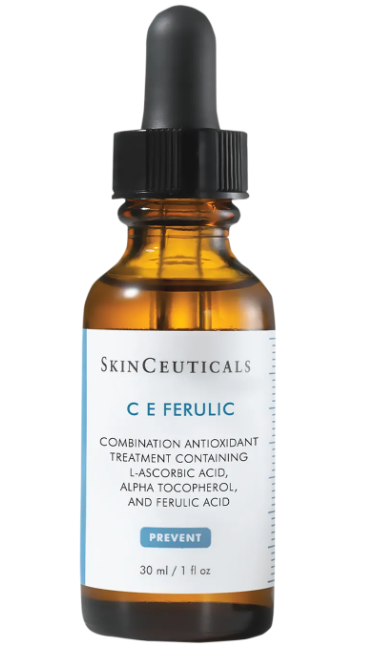 SKINCEUTICALS
C E FERULIC
COMBINATION ANTIOXIDANT
TREATMENT CONTAINING
L-ASCORBIC ACID,
ALPHA TOCOPHEROL,
AND FERULIC ACID
PREVENT
30 ml / 1 fl oz